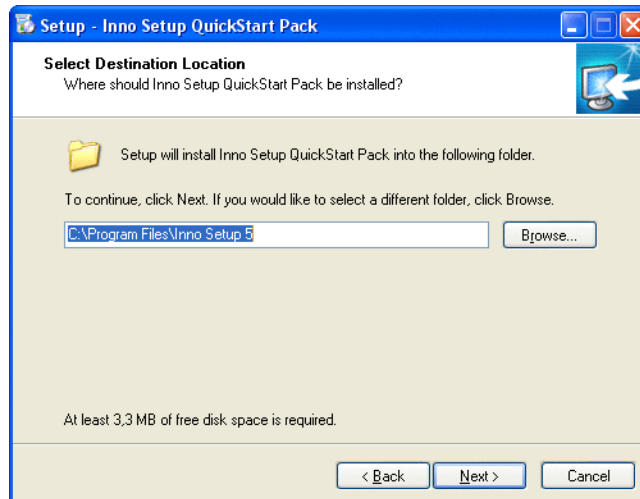 Setup - Inno Setup QuickStart Pack
Select Destination Location
Where should Inno Setup QuickStart Pack be installed?
Setup will install Inno Setup QuickStart Pack into the following folder.
To continue, click Next. If you would like to select a different folder, click Browse.
C:\Program Files\Inno Setup 5
Browse...
At least 3,3 MB of free disk space is required.
< Back
Next >
Cancel